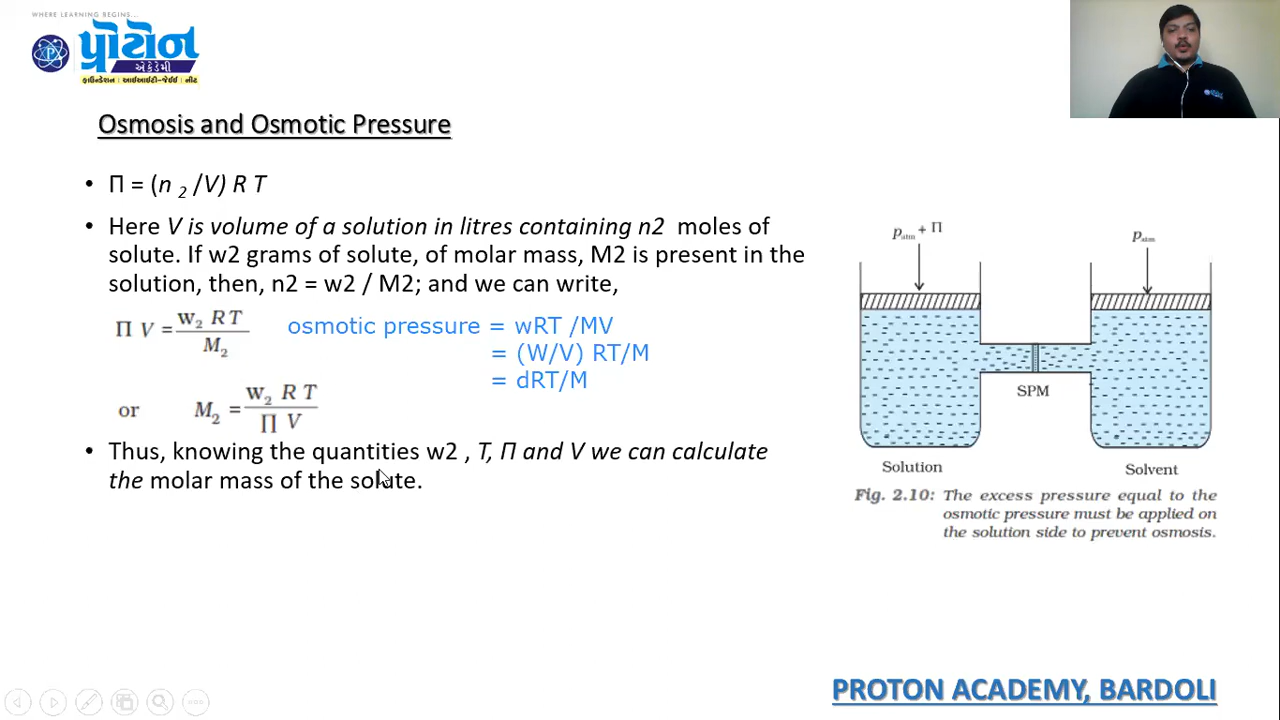 WHERE LEARNING BEGINS...
પ્રોટોન
એકેડેમી
ફાઉન્ડેશન | આઈઆઈટી-જેઈઈ | નીટ
Osmosis and Osmotic Pressure
• Π = (n 2 /V) R T
• Here V is volume of a solution in litres containing n2 moles of
solute. If w2 grams of solute, of molar mass, M2 is present in the
solution, then, n2 = w2 / M2; and we can write,
Π V = w₂ R T / M₂
osmotic pressure = wRT /MV
= (W/V) RT/M
= dRT/M
or M₂ = w₂ R T / Π V
• Thus, knowing the quantities w2 , T, Π and V we can calculate
the molar mass of the solute.
p atm + Π
p atm
SPM
Solution
Solvent
Fig. 2.10: The excess pressure equal to the
osmotic pressure must be applied on
the solution side to prevent osmosis.
PROTON ACADEMY, BARDOLI